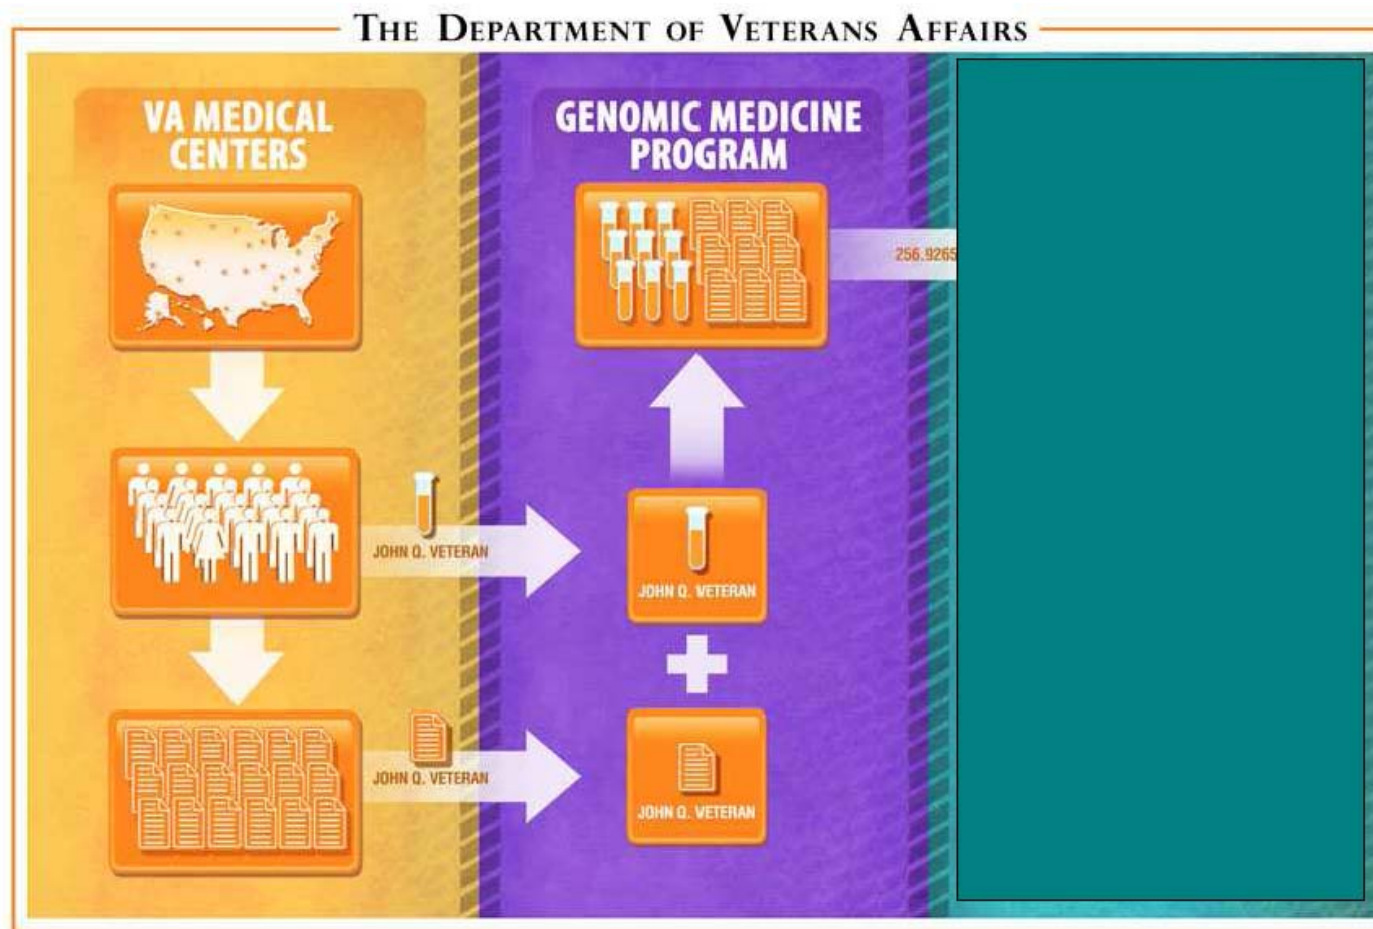 THE DEPARTMENT OF VETERANS AFFAIRS
VA MEDICAL
CENTERS
JOHN Q. VETERAN
JOHN Q. VETERAN
GENOMIC MEDICINE
PROGRAM
256.9265
JOHN Q. VETERAN
JOHN Q. VETERAN